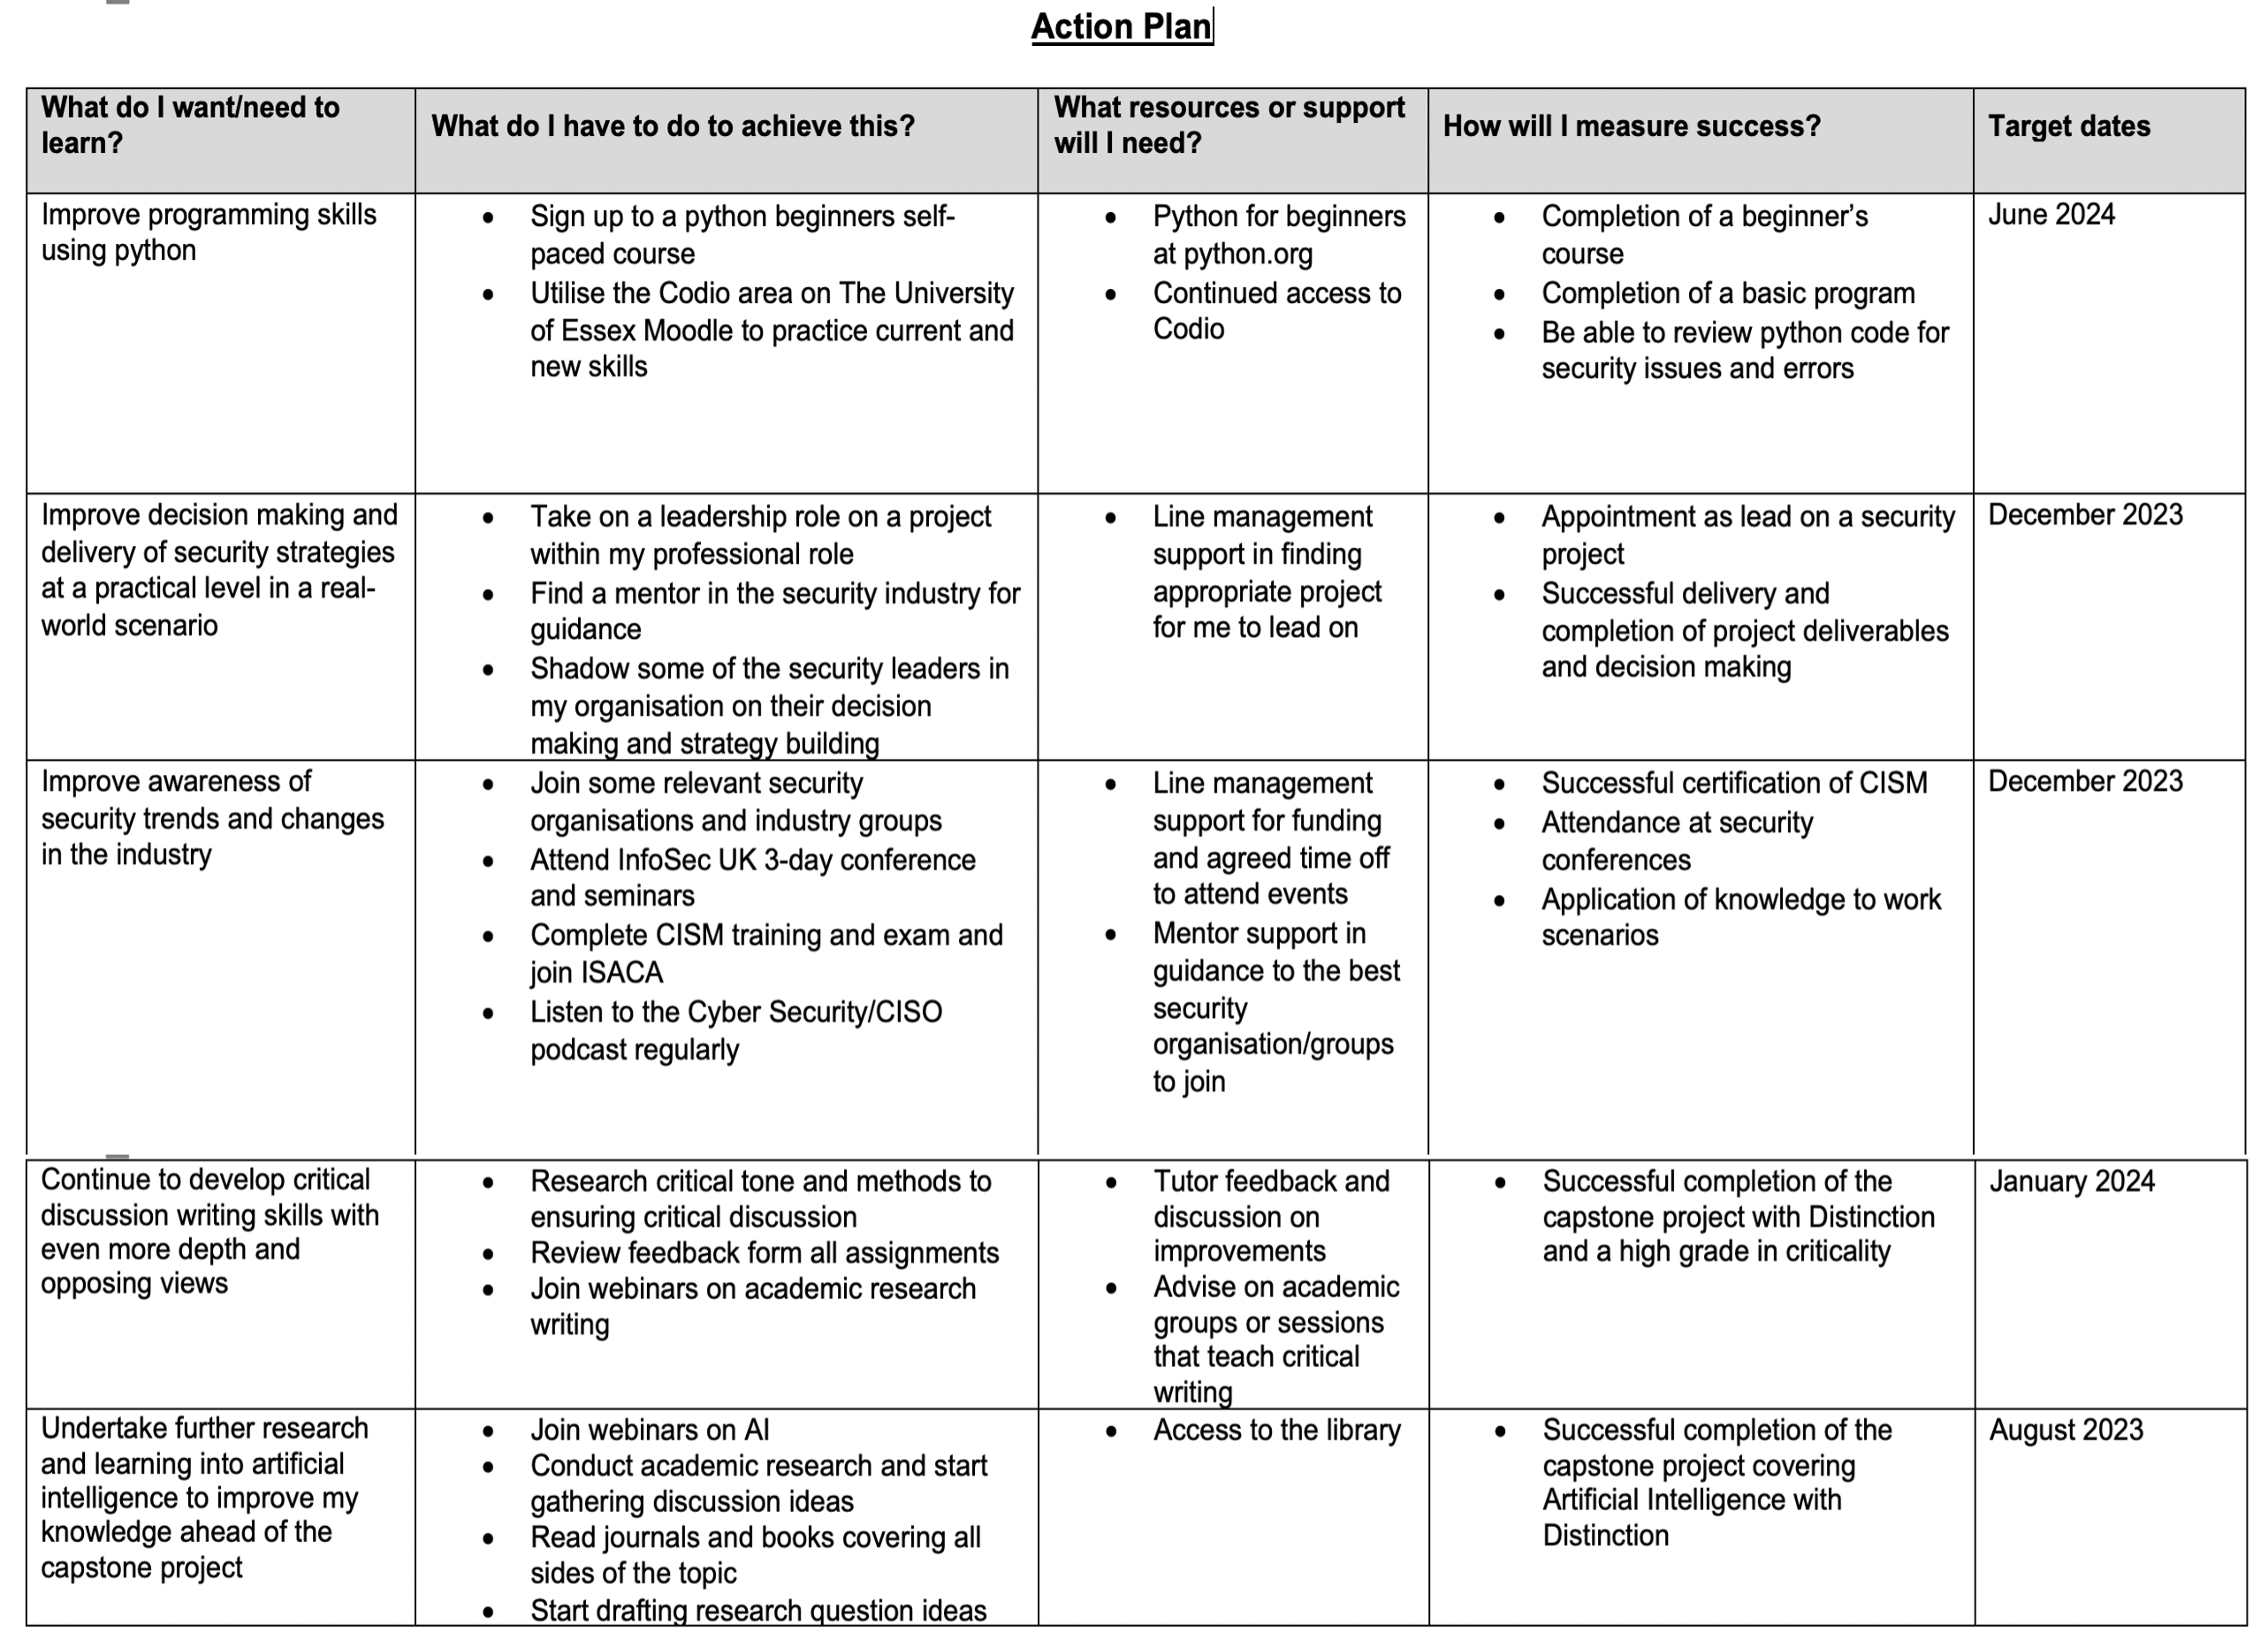 Action Plan
What do I want/need to
learn?
What do I have to do to achieve this?
What resources or support
will I need?
How will I measure success?
Target dates
Improve programming skills
using python
• Sign up to a python beginners self-
paced course
• Utilise the Codio area on The University
of Essex Moodle to practice current and
new skills
• Python for beginners
at python.org
• Continued access to
Codio
• Completion of a beginner’s
course
• Completion of a basic program
• Be able to review python code for
security issues and errors
June 2024
Improve decision making and
delivery of security strategies
at a practical level in a real-
world scenario
• Take on a leadership role on a project
within my professional role
• Find a mentor in the security industry for
guidance
• Shadow some of the security leaders in
my organisation on their decision
making and strategy building
• Line management
support in finding
appropriate project
for me to lead on
• Appointment as lead on a security
project
• Successful delivery and
completion of project deliverables
and decision making
December 2023
Improve awareness of
security trends and changes
in the industry
• Join some relevant security
organisations and industry groups
• Attend InfoSec UK 3-day conference
and seminars
• Complete CISM training and exam and
join ISACA
• Listen to the Cyber Security/CISO
podcast regularly
• Line management
support for funding
and agreed time off
to attend events
• Mentor support in
guidance to the best
security
organisation/groups
to join
• Successful certification of CISM
• Attendance at security
conferences
• Application of knowledge to work
scenarios
December 2023
Continue to develop critical
discussion writing skills with
even more depth and
opposing views
• Research critical tone and methods to
ensuring critical discussion
• Review feedback form all assignments
• Join webinars on academic research
writing
• Tutor feedback and
discussion on
improvements
• Advise on academic
groups or sessions
that teach critical
writing
• Successful completion of the
capstone project with Distinction
and a high grade in criticality
January 2024
Undertake further research
and learning into artificial
intelligence to improve my
knowledge ahead of the
capstone project
• Join webinars on AI
• Conduct academic research and start
gathering discussion ideas
• Read journals and books covering all
sides of the topic
• Start drafting research question ideas
• Access to the library
• Successful completion of the
capstone project covering
Artificial Intelligence with
Distinction
August 2023